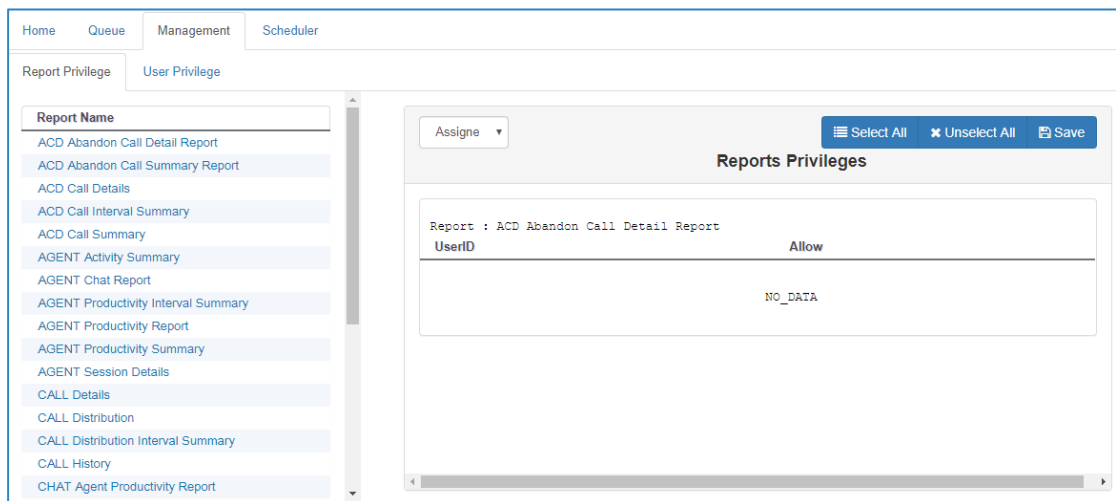 Home Queue Management Scheduler
Report Privilege User Privilege
Report Name
ACD Abandon Call Detail Report
ACD Abandon Call Summary Report
ACD Call Details
ACD Call Interval Summary
ACD Call Summary
AGENT Activity Summary
AGENT Chat Report
AGENT Productivity Interval Summary
AGENT Productivity Report
AGENT Productivity Summary
AGENT Session Details
CALL Details
CALL Distribution
CALL Distribution Interval Summary
CALL History
CHAT Agent Productivity Report
Assigne Select All Unselect All Save
Reports Privileges
Report : ACD Abandon Call Detail Report
UserID Allow
NO_DATA